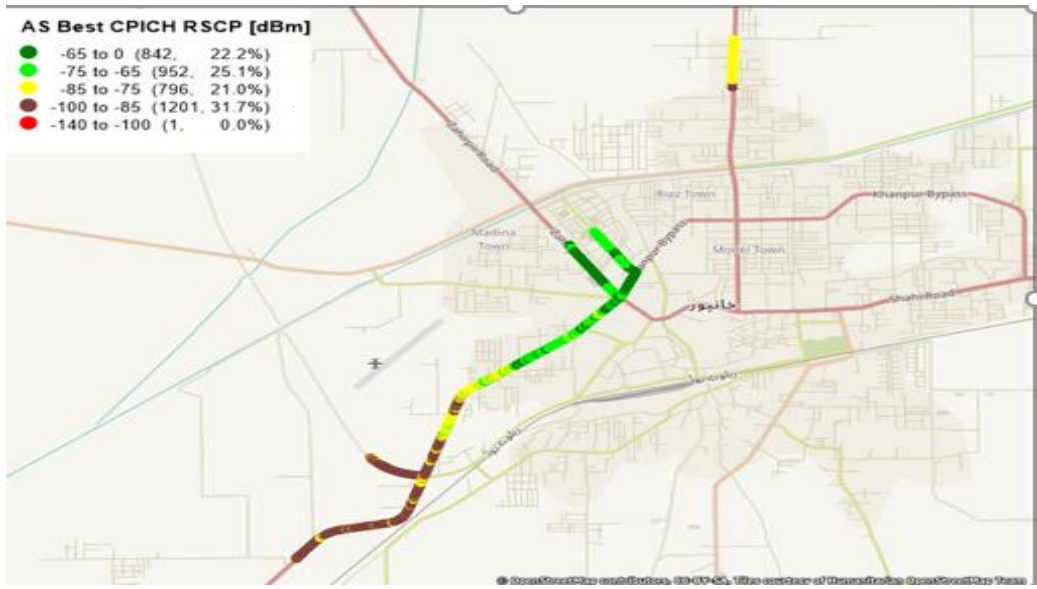 AS Best CPICH RSCP [dBm]
-65 to 0 (842, 22.2%)
-75 to -65 (952, 25.1%)
-85 to -75 (796, 21.0%)
-100 to -85 (1201, 31.7%)
-140 to -100 (1, 0.0%)
Zahirpur Road
Riaz Town
Khanpur-Bypass
Madina
Town
Zahi
anpur-Bypass
Model Town
Shahi Road
خانپور
© OpenStreetMap contributors, CC-BY-SA, Tiles courtesy of Humanitarian OpenStreetMap Team